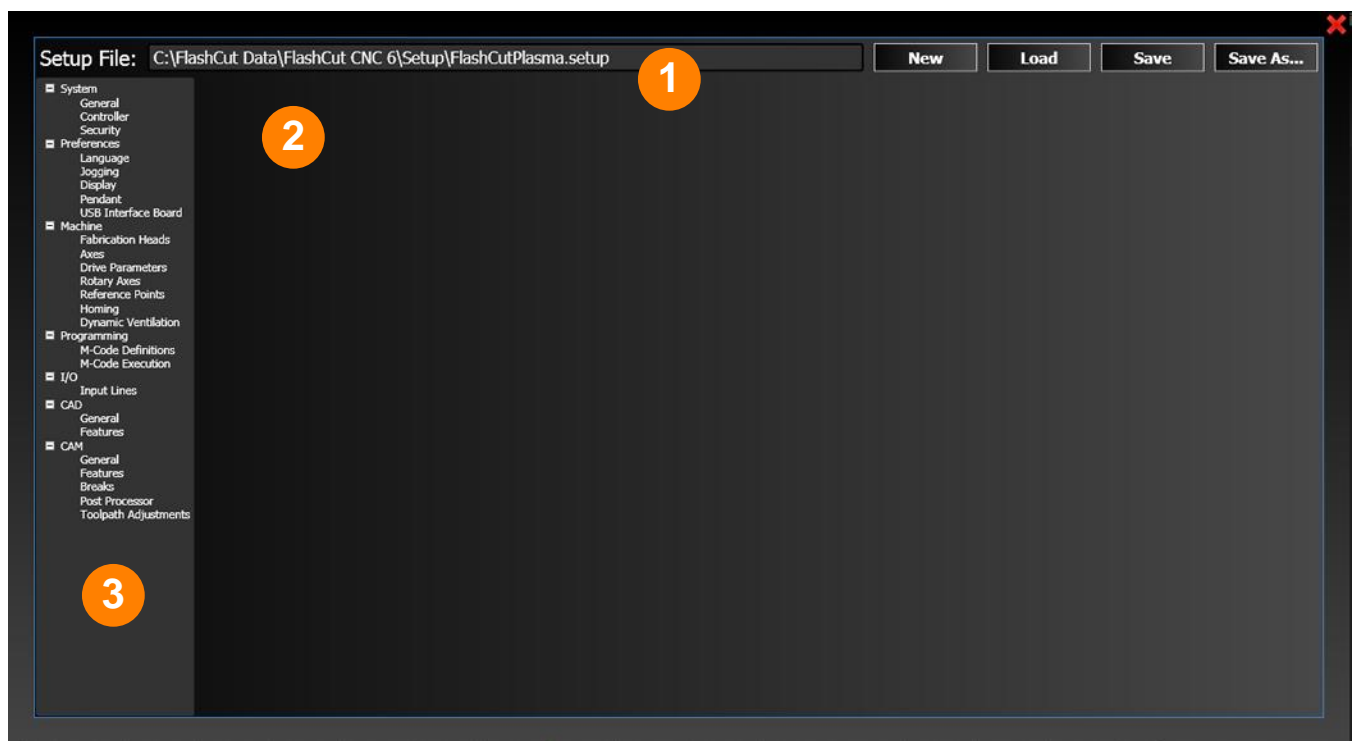 Setup File: C:\FlashCut Data\FlashCut CNC 6\Setup\FlashCutPlasma.setup New Load Save Save As...
1
System
General
Controller
Security
2
Preferences
Language
Jogging
Display
Pendant
USB Interface Board
Machine
Fabrication Heads
Axes
Drive Parameters
Rotary Axes
Reference Points
Homing
Dynamic Ventilation
Programming
M-Code Definitions
M-Code Execution
I/O
Input Lines
CAD
General
Features
CAM
General
Features
Breaks
Post Processor
Toolpath Adjustments
3